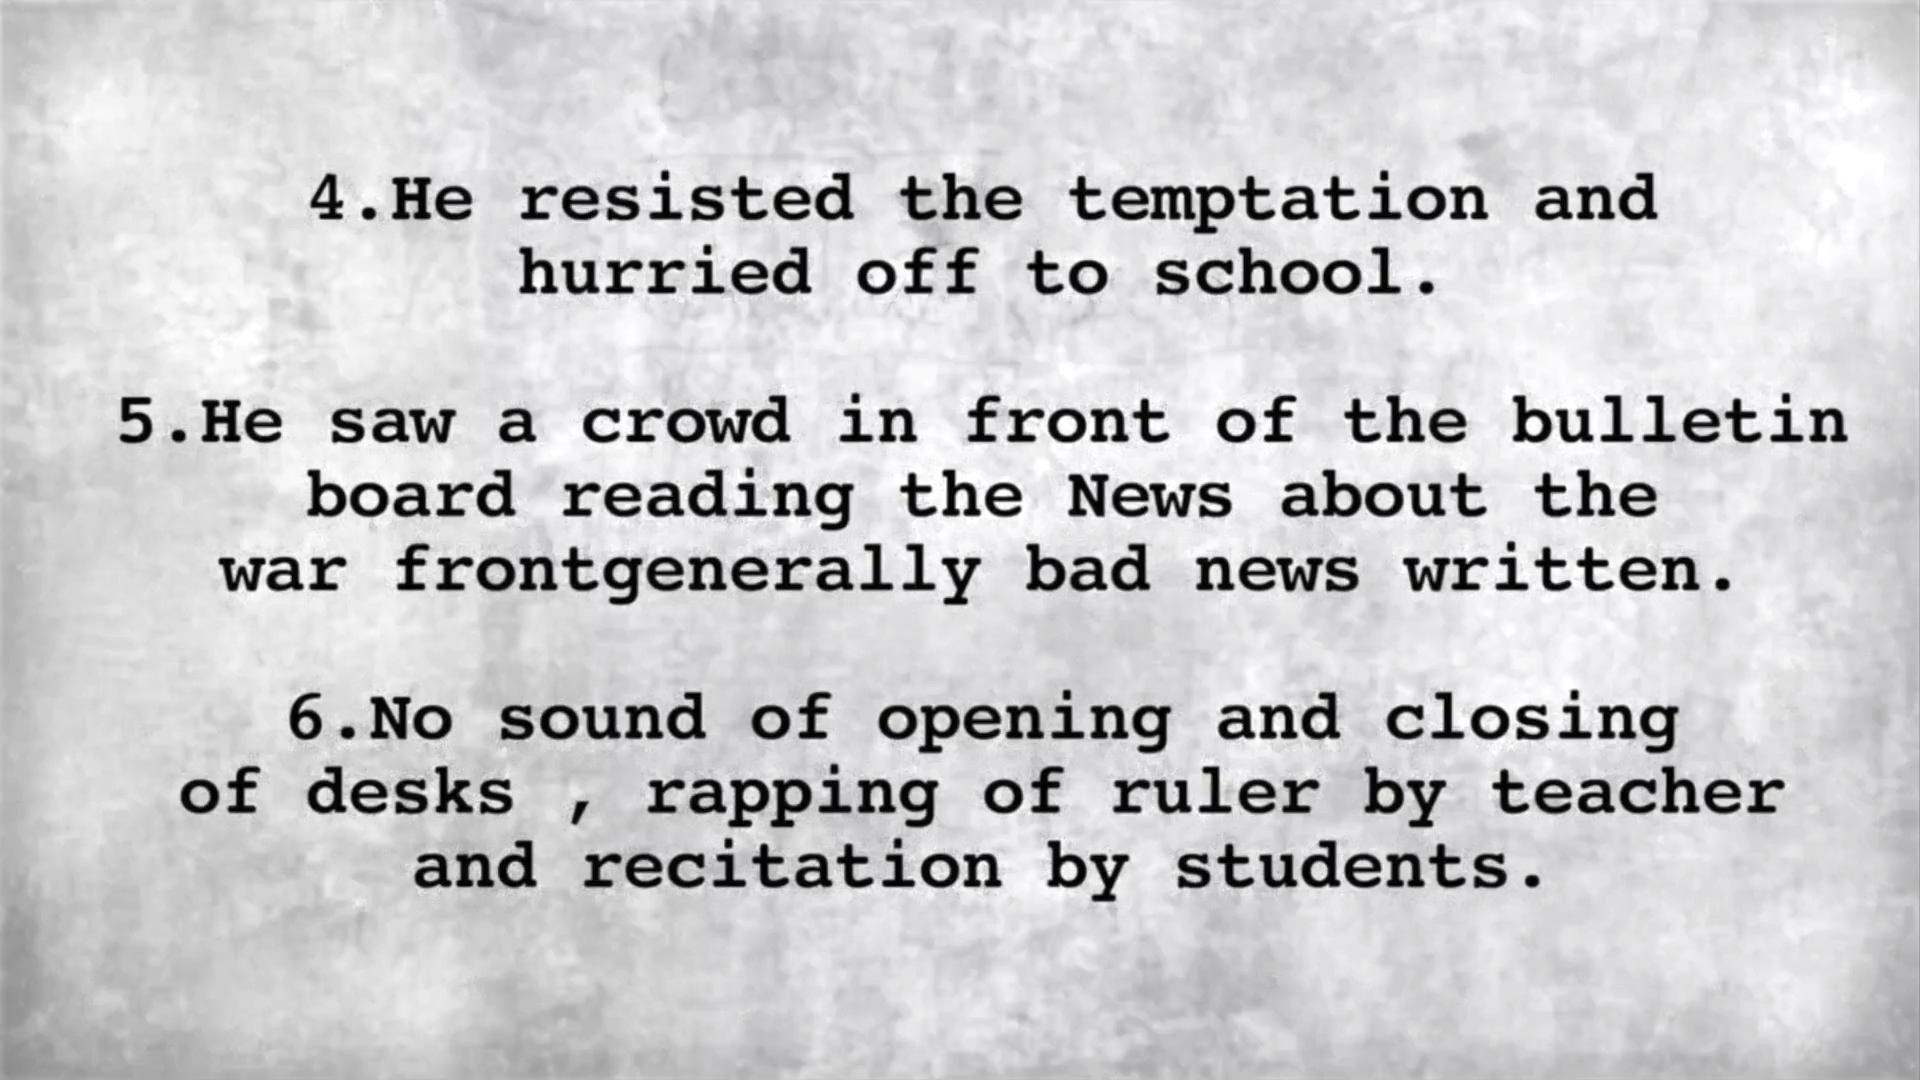 4.He resisted the temptation and
hurried off to school.
5.He saw a crowd in front of the bulletin
board reading the News about the
war frontgenerally bad news written.
6.No sound of opening and closing
of desks , rapping of ruler by teacher
and recitation by students.